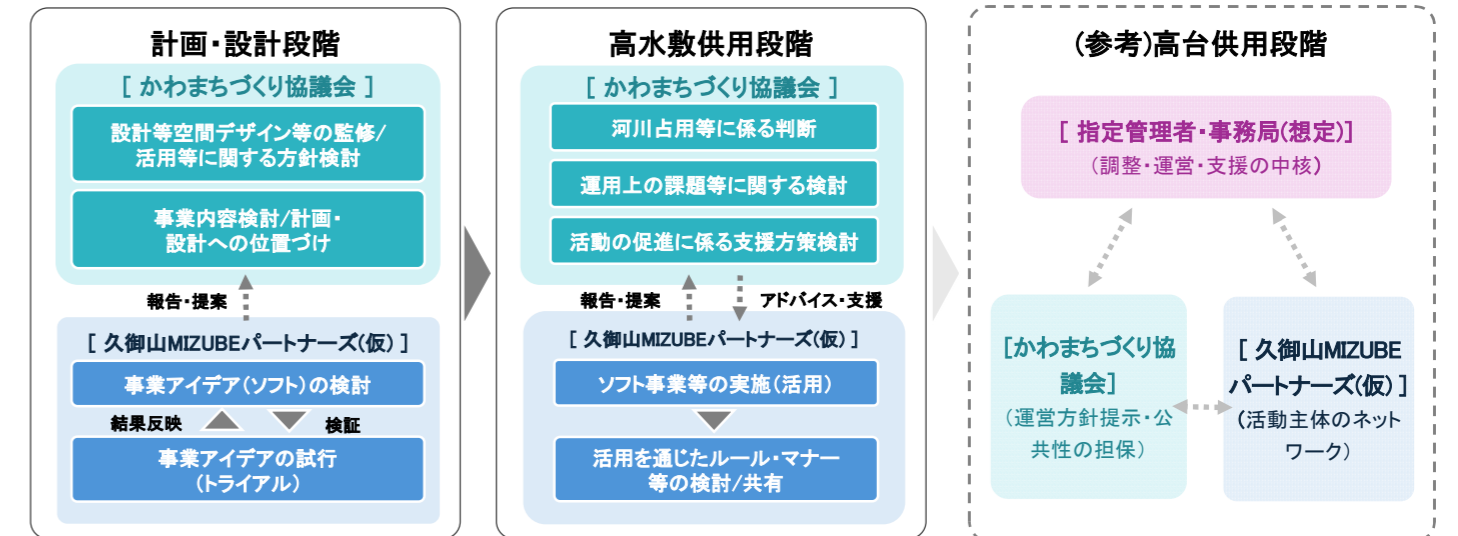 計画・設計段階
[ かわまちづくり協議会 ]
設計等空間デザイン等の監修/
活用等に関する方針検討
事業内容検討/計画・
設計への位置づけ
報告・提案
[ 久御山MIZUBEパートナーズ(仮) ]
事業アイデア(ソフト)の検討
結果反映
検証
事業アイデアの試行
(トライアル)
高水敷供用段階
[ かわまちづくり協議会 ]
河川占用等に係る判断
運用上の課題等に関する検討
活動の促進に係る支援方策検討
報告・提案
アドバイス・支援
[ 久御山MIZUBEパートナーズ(仮) ]
ソフト事業等の実施(活用)
活用を通じたルール・マナー
等の検討/共有
(参考)高台供用段階
[ 指定管理者・事務局(想定)]
(調整・運営・支援の中核)
[かわまちづくり協
議会]
(運営方針提示・公
共性の担保)
[ 久御山MIZUBE
パートナーズ(仮) ]
(活動主体のネット
ワーク)